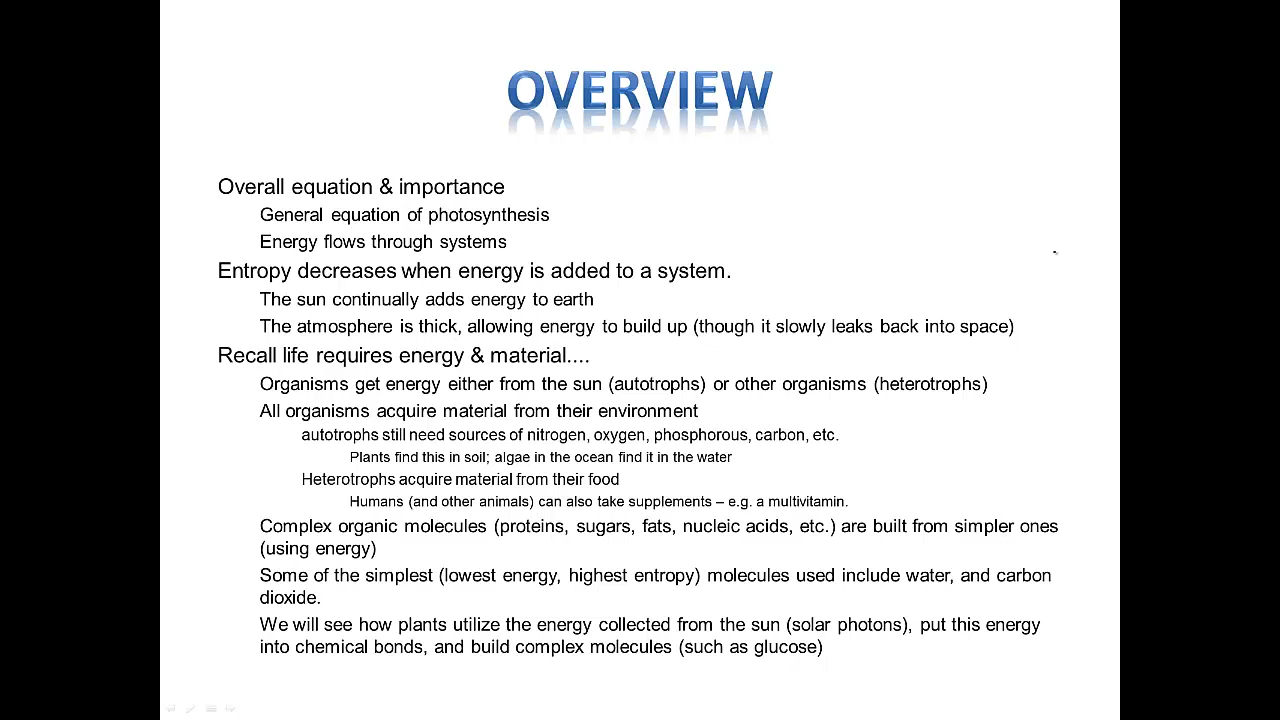 OVERVIEW
Overall equation & importance
General equation of photosynthesis
Energy flows through systems
Entropy decreases when energy is added to a system.
The sun continually adds energy to earth
The atmosphere is thick, allowing energy to build up (though it slowly leaks back into space)
Recall life requires energy & material....
Organisms get energy either from the sun (autotrophs) or other organisms (heterotrophs)
All organisms acquire material from their environment
autotrophs still need sources of nitrogen, oxygen, phosphorous, carbon, etc.
Plants find this in soil; algae in the ocean find it in the water
Heterotrophs acquire material from their food
Humans (and other animals) can also take supplements – e.g. a multivitamin.
Complex organic molecules (proteins, sugars, fats, nucleic acids, etc.) are built from simpler ones
(using energy)
Some of the simplest (lowest energy, highest entropy) molecules used include water, and carbon
dioxide.
We will see how plants utilize the energy collected from the sun (solar photons), put this energy
into chemical bonds, and build complex molecules (such as glucose)